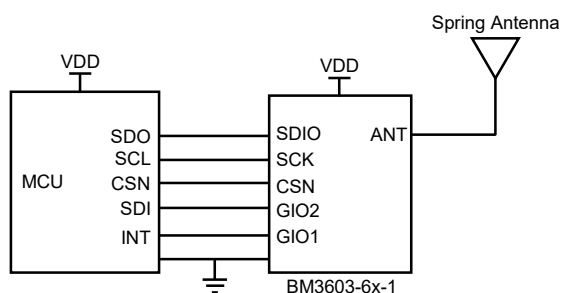 Spring Antenna
VDD
VDD
SDO
SDIO
ANT
SCL
SCK
MCU
CSN
CSN
SDI
GIO2
INT
GIO1
BM3603-6x-1